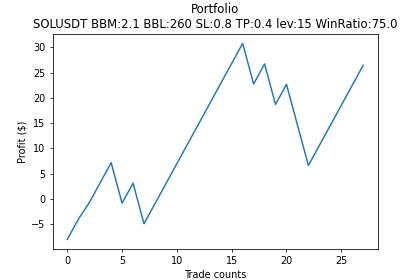 Portfolio
SOLUSDT BBM:2.1 BBL:260 SL:0.8 TP:0.4 lev:15 WinRatio:75.0
30
25
20
15
10
5
0
−5
Profit ($)
0 5 10 15 20 25
Trade counts